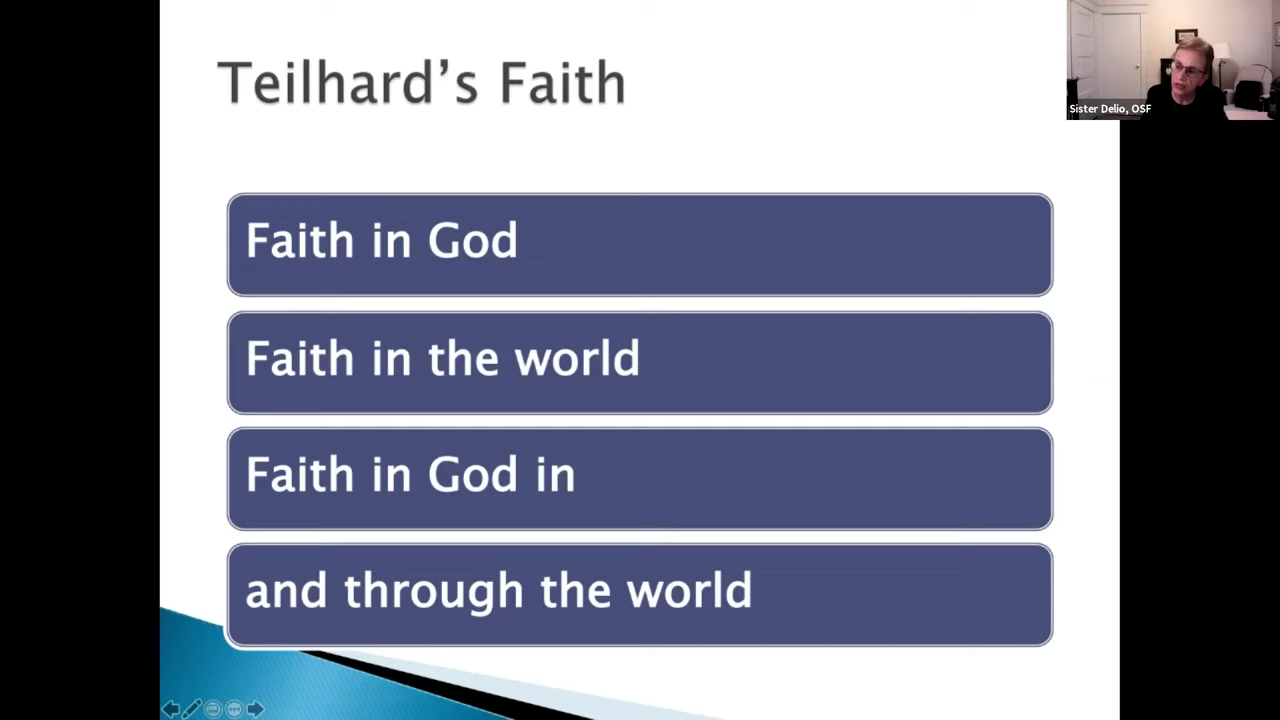 Teilhard’s Faith
Sister Delio, OSF
Faith in God
Faith in the world
Faith in God in
and through the world